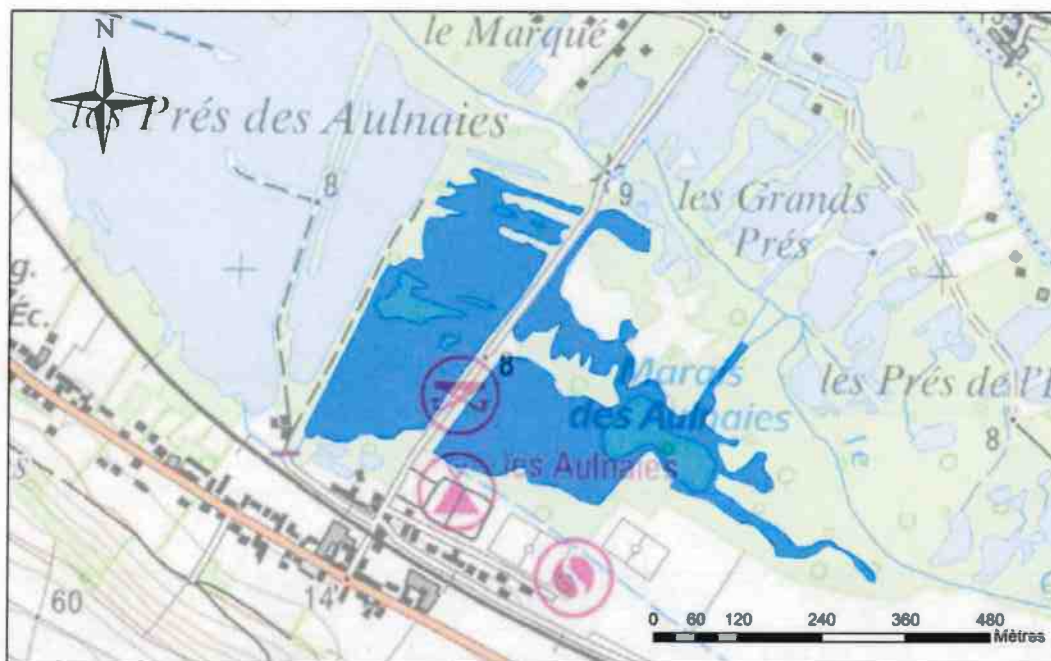 N
le Marqué
Prés des Aulnaies
8
9
les Grands
Prés
g.
Éc.
8
Marais
des Aulnaies
les Prés de l'
8
les Aulnaies
60
14
0 60 120 240 360 480
Mètres